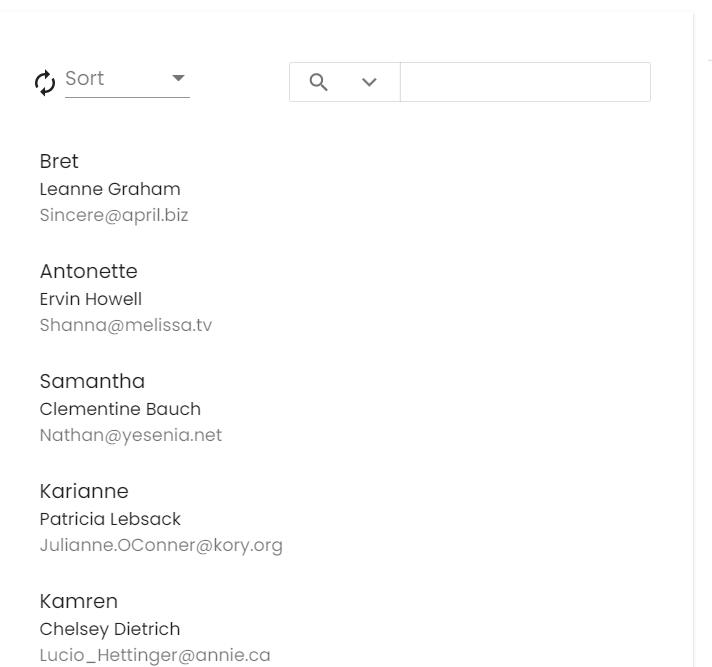 Sort
Bret
Leanne Graham
Sincere@april.biz
Antonette
Ervin Howell
Shanna@melissa.tv
Samantha
Clementine Bauch
Nathan@yesenia.net
Karianne
Patricia Lebsack
Julianne.OConner@kory.org
Kamren
Chelsey Dietrich
Lucio_Hettinger@annie.ca